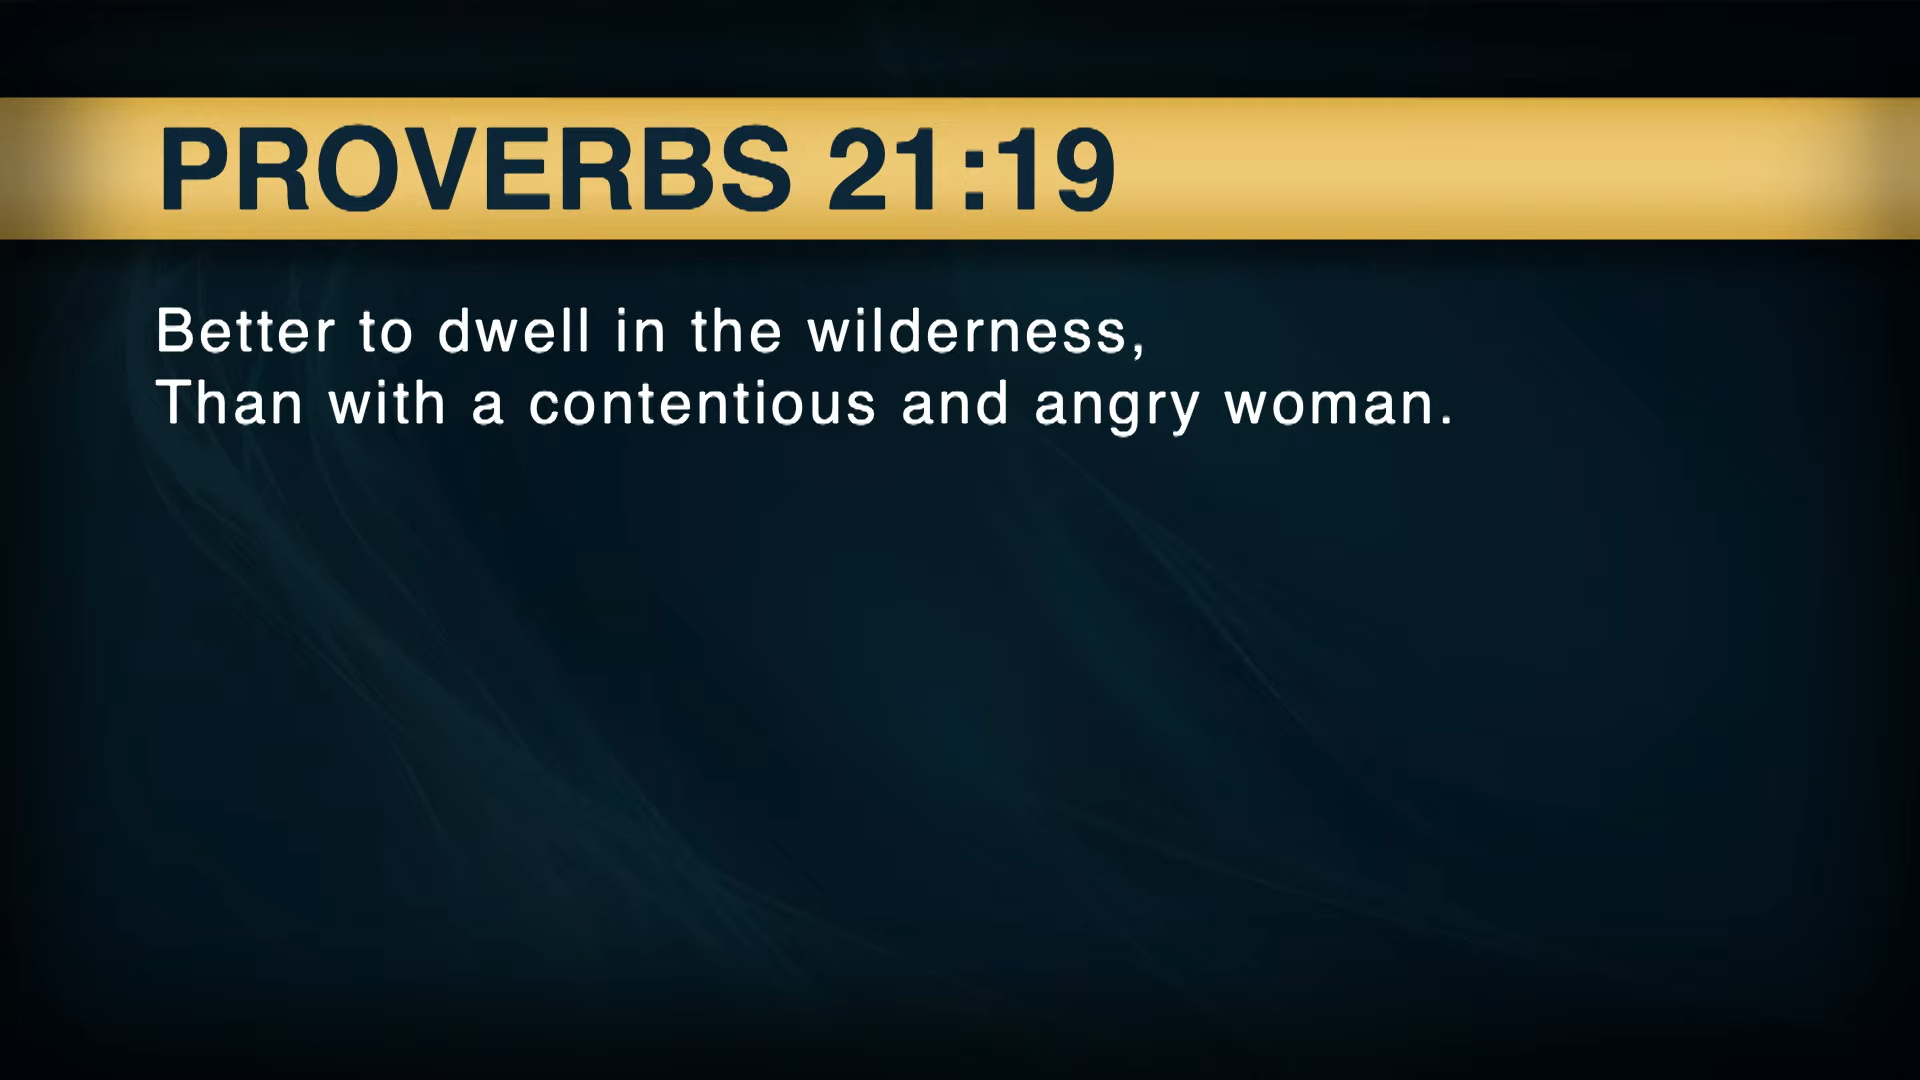 PROVERBS 21:19
Better to dwell in the wilderness,
Than with a contentious and angry woman.